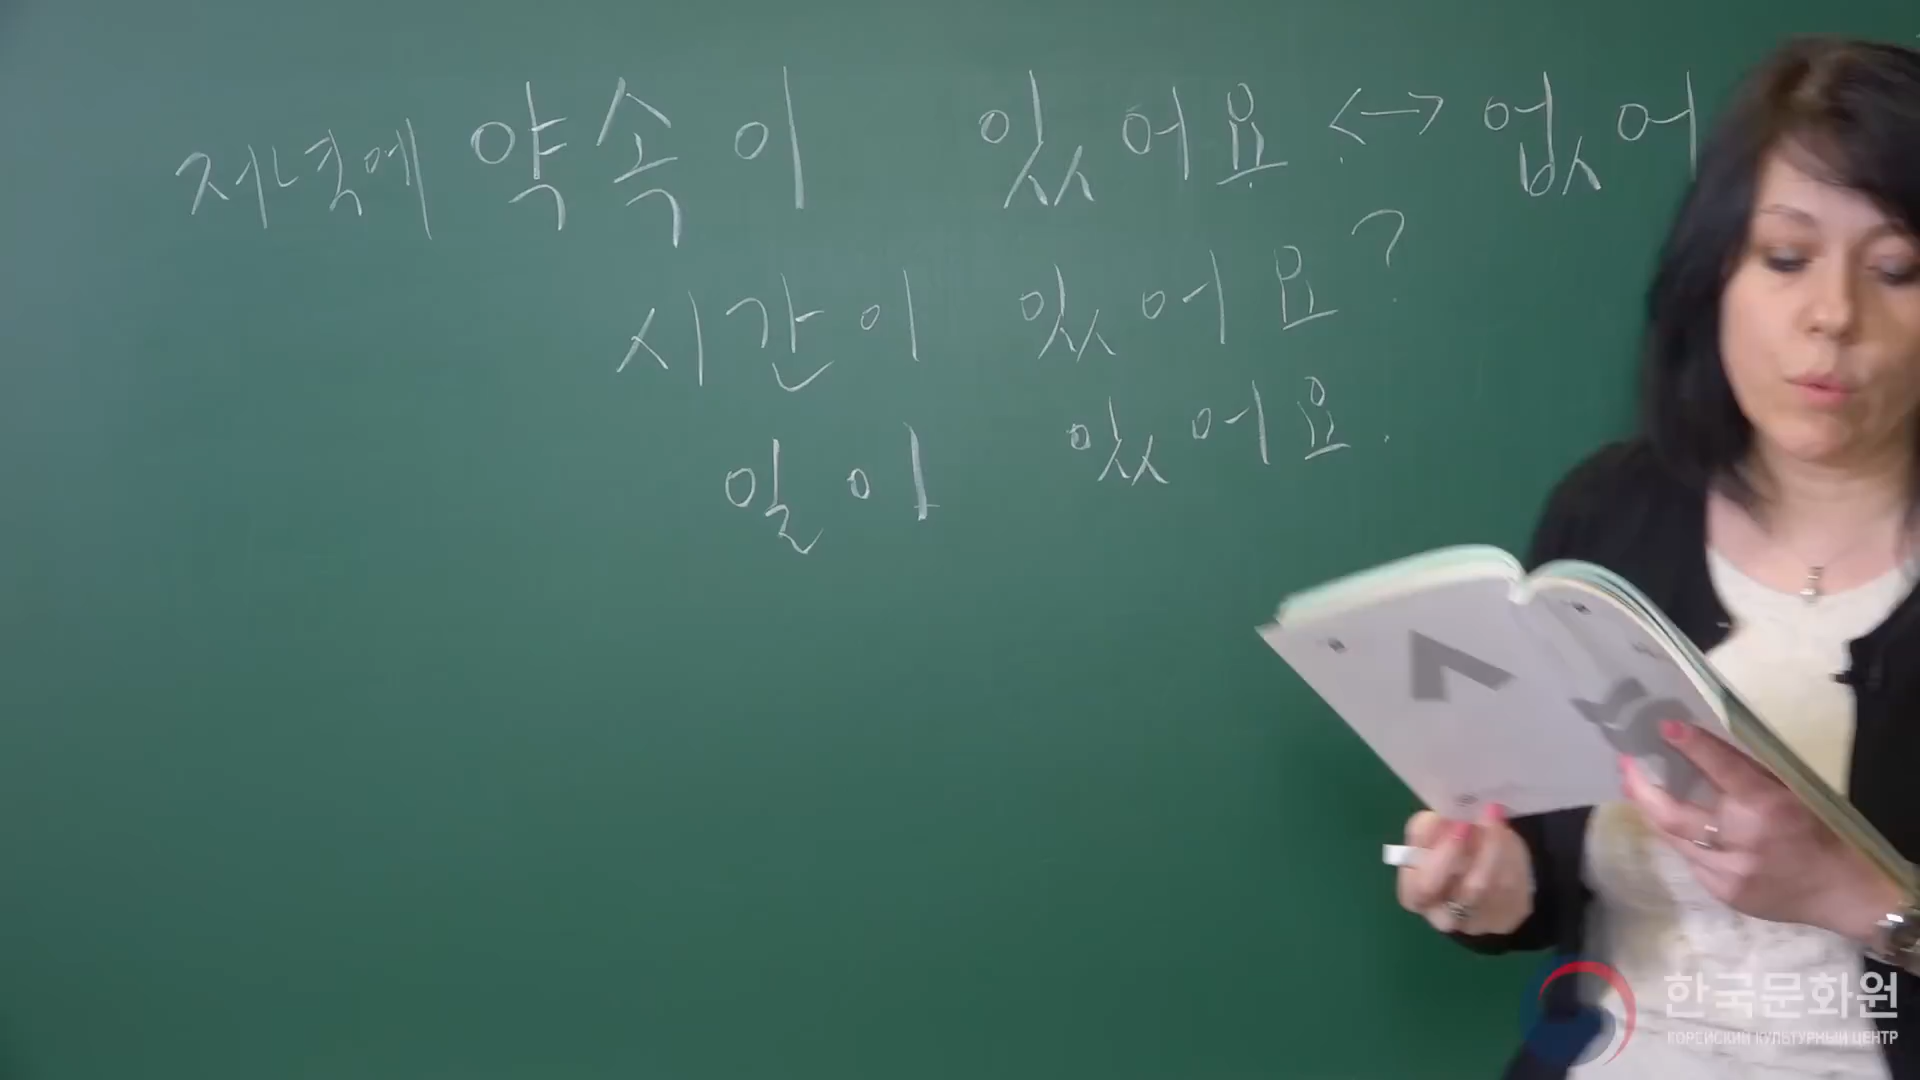 저녁에 약속이 있어요 <-> 없어
시간이 있어요?
일이 있어요.
한국문화원
КОРЕЙСКИЙ КУЛЬТУРНЫЙ ЦЕНТР